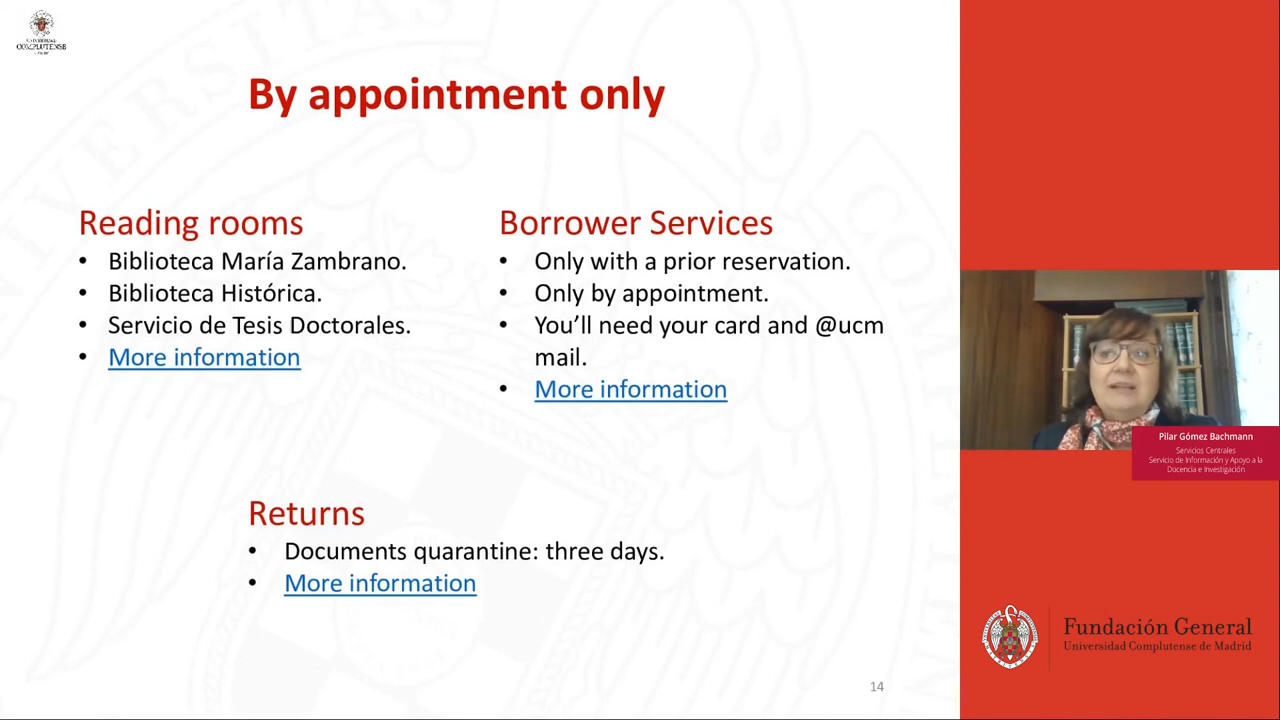 UNIVERSIDAD
COMPLUTENSE
By appointment only
Reading rooms
• Biblioteca María Zambrano.
• Biblioteca Histórica.
• Servicio de Tesis Doctorales.
• More information
Borrower Services
• Only with a prior reservation.
• Only by appointment.
• You’ll need your card and @ucm
mail.
• More information
Returns
• Documents quarantine: three days.
• More information
14
Pilar Gómez Bachmann
Servicios Centrales
Servicio de Información y Apoyo a la
Docencia e Investigación
Fundación General
Universidad Complutense de Madrid